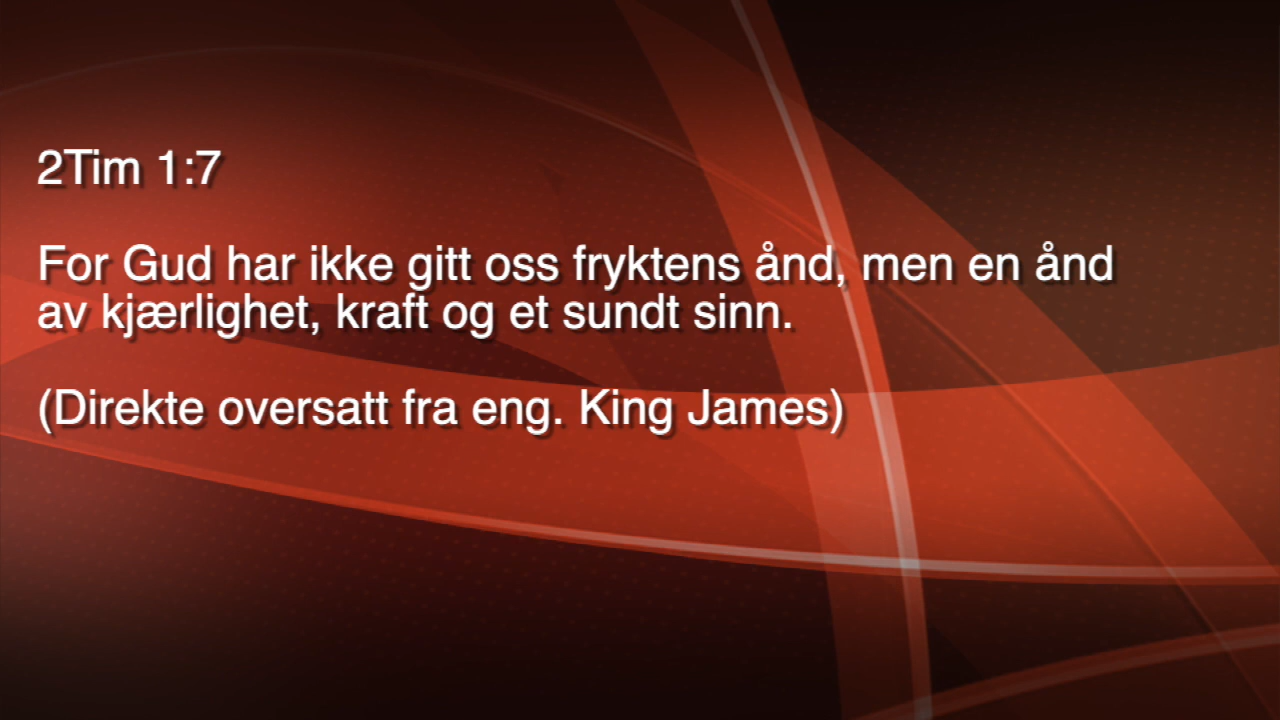 2Tim 1:7
For Gud har ikke gitt oss fryktens ånd, men en ånd
av kjærlighet, kraft og et sundt sinn.
(Direkte oversatt fra eng. King James)